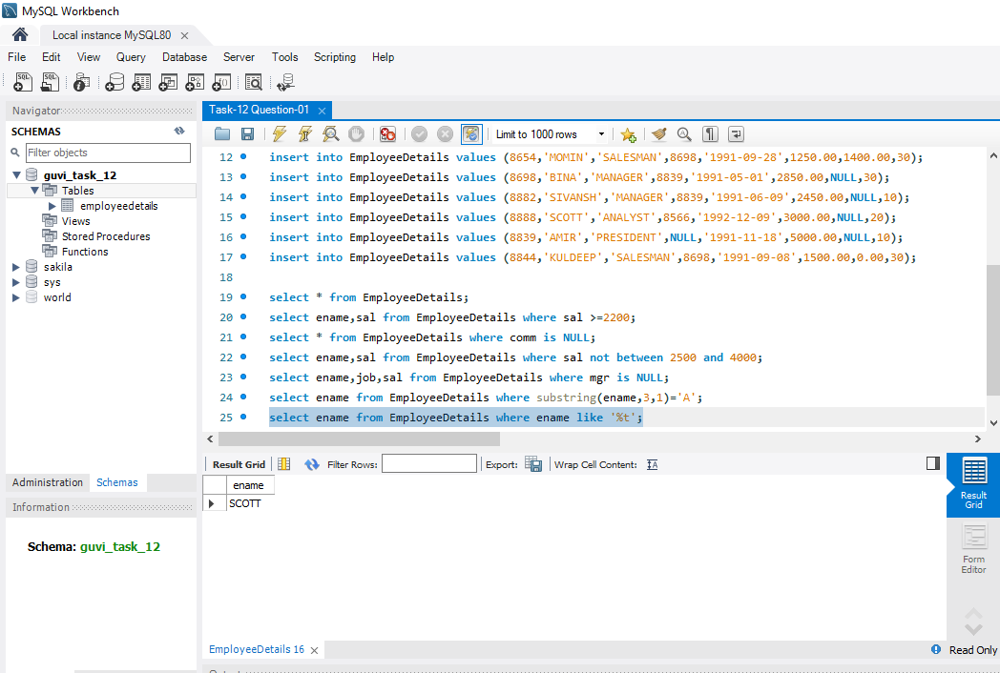 MySQL Workbench
Local instance MySQL80
File Edit View Query Database Server Tools Scripting Help
Navigator
SCHEMAS
Filter objects
guvi_task_12
Tables
employeedetails
Views
Stored Procedures
Functions
sakila
sys
world
Administration Schemas
Information
Schema: guvi_task_12
Task-12 Question-01
Limit to 1000 rows
12 insert into EmployeeDetails values (8654,'MOMIN','SALESMAN',8698,'1991-09-28',1250.00,1400.00,30);
13 insert into EmployeeDetails values (8698,'BINA','MANAGER',8839,'1991-05-01',2850.00,NULL,30);
14 insert into EmployeeDetails values (8882,'SIVANSH','MANAGER',8839,'1991-06-09',2450.00,NULL,10);
15 insert into EmployeeDetails values (8888,'SCOTT','ANALYST',8566,'1992-12-09',3000.00,NULL,20);
16 insert into EmployeeDetails values (8839,'AMIR','PRESIDENT',NULL,'1991-11-18',5000.00,NULL,10);
17 insert into EmployeeDetails values (8844,'KULDEEP','SALESMAN',8698,'1991-09-08',1500.00,0.00,30);
18
19 select * from EmployeeDetails;
20 select ename,sal from EmployeeDetails where sal >=2200;
21 select * from EmployeeDetails where comm is NULL;
22 select ename,sal from EmployeeDetails where sal not between 2500 and 4000;
23 select ename,job,sal from EmployeeDetails where mgr is NULL;
24 select ename from EmployeeDetails where substring(ename,3,1)='A';
25 select ename from EmployeeDetails where ename like '%t';
Result Grid Filter Rows: Export: Wrap Cell Content:
ename
SCOTT
Result
Grid
Form
Editor
EmployeeDetails 16
Read Only